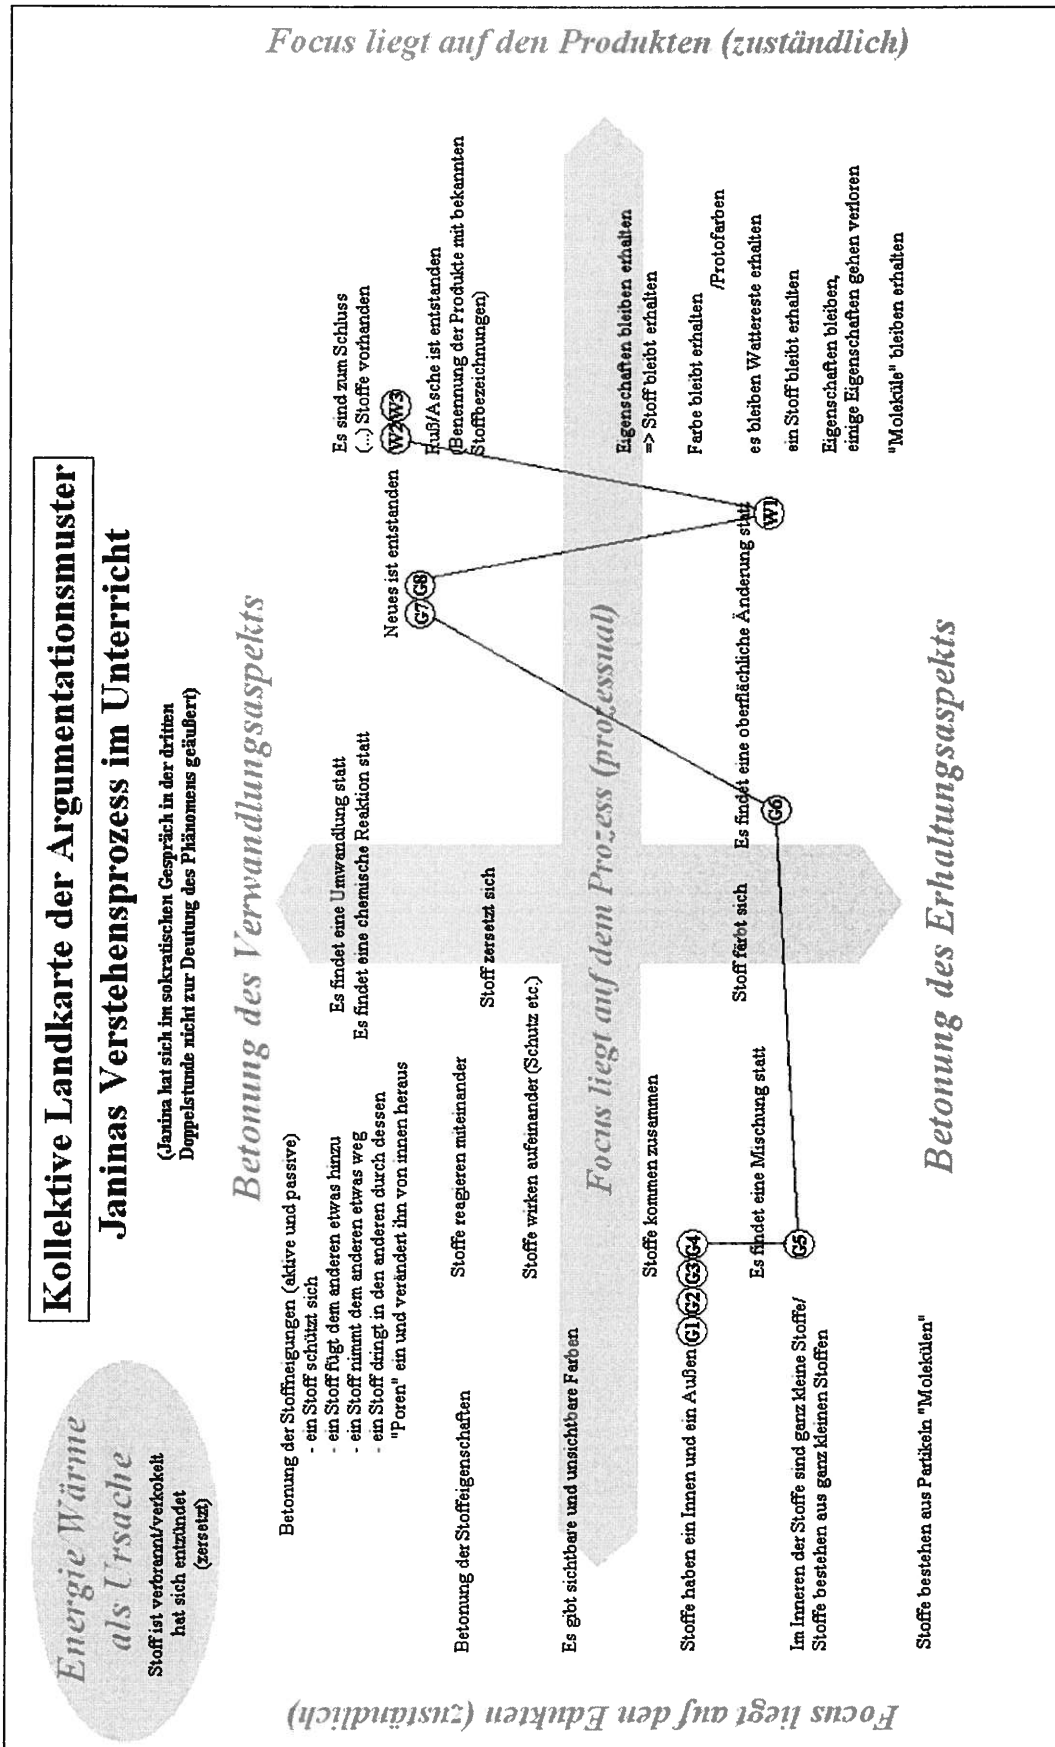 Kollektive Landkarte der Argumentationsmuster
Janinas Verstehensprozess im Unterricht
(Janina hat sich im sokratischen Gespräch in der dritten
Doppelstunde nicht zur Deutung des Phänomens geäußert)
Energie Wärme
als Ursache
Stoff ist verbrannt/verkokelt
hat sich entzündet
(zersetzt)
Betonung des Verwandlungsaspekts
Betonung der Stoffneigungen (aktive und passive)
- ein Stoff schützt sich
- ein Stoff fügt dem anderen etwas hinzu
- ein Stoff nimmt dem anderen etwas weg
- ein Stoff dringt in den anderen durch dessen
"Poren" ein und verändert ihn von innen heraus
Es findet eine Umwandlung statt
Es findet eine chemische Reaktion statt
Es sind zum Schluss
(...) Stoffe vorhanden
W2
W3
Neues ist entstanden
G7
G8
Ruß/Asche ist entstanden
(Benennung der Produkte mit bekannten
Stoffbezeichnungen)
Betonung der Stoffeigenschaften
Stoffe reagieren miteinander
Stoff zersetzt sich
Stoffe wirken aufeinander (Schutz etc.)
Es gibt sichtbare und unsichtbare Farben
Focus liegt auf den Edukten (zuständlich)
Focus liegt auf dem Prozess (prozessual)
Focus liegt auf den Produkten (zuständlich)
Eigenschaften bleiben erhalten
=> Stoff bleibt erhalten
Stoffe kommen zusammen
Stoffe haben ein Innen und ein Außen
G1
G2
G3
G4
Farbe bleibt erhalten
/Protofarben
Es findet eine Mischung statt
Stoff färbt sich
Es findet eine oberflächliche Änderung statt
es bleiben Wattereste erhalten
G5
G6
W1
Im Inneren der Stoffe sind ganz kleine Stoffe/
Stoffe bestehen aus ganz kleinen Stoffen
ein Stoff bleibt erhalten
Eigenschaften bleiben,
einige Eigenschaften gehen verloren
Stoffe bestehen aus Partikeln "Molekülen"
"Moleküle" bleiben erhalten
Betonung des Erhaltungsaspekts